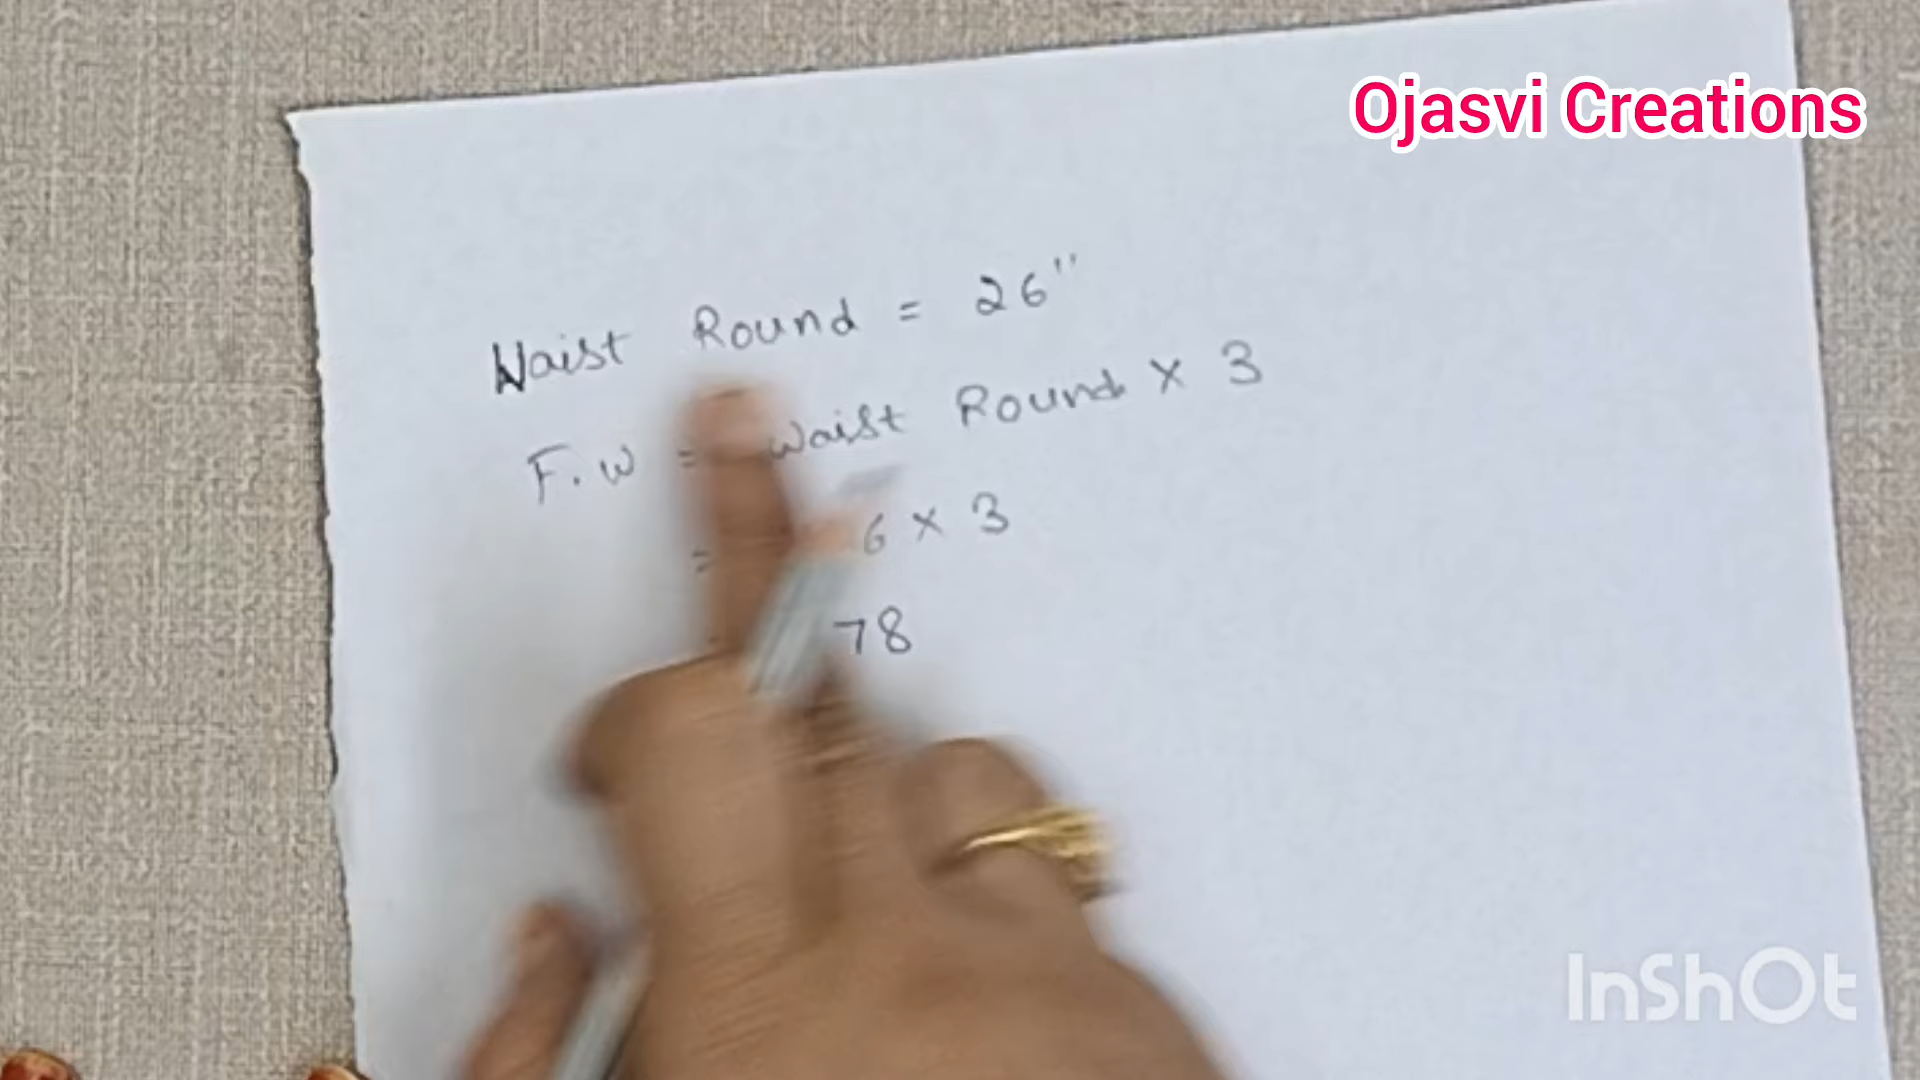 Ojasvi Creations
Waist Round = 26"
F.W = Waist Round × 3
= 6 × 3
78
InShOt